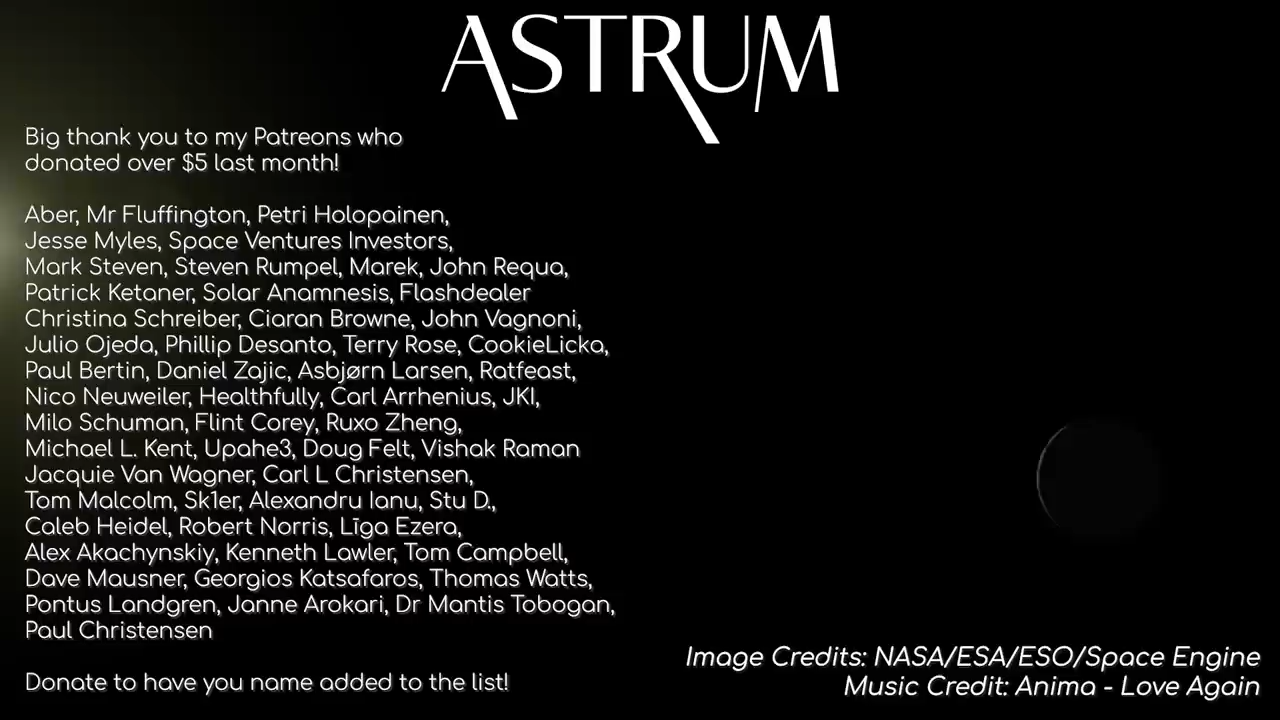 ASTRUM
Big thank you to my Patreons who
donated over $5 last month!
Aber, Mr Fluffington, Petri Holopainen,
Jesse Myles, Space Ventures Investors,
Mark Steven, Steven Rumpel, Marek, John Requa,
Patrick Ketaner, Solar Anamnesis, Flashdealer
Christina Schreiber, Ciaran Browne, John Vagnoni,
Julio Ojeda, Phillip Desanto, Terry Rose, CookieLicka,
Paul Bertin, Daniel Zajic, Asbjørn Larsen, Ratfeast,
Nico Neuweiler, Healthfully, Carl Arrhenius, JKI,
Milo Schuman, Flint Corey, Ruxo Zheng,
Michael L. Kent, Upahe3, Doug Felt, Vishak Raman
Jacquie Van Wagner, Carl L Christensen,
Tom Malcolm, Sk1er, Alexandru Ianu, Stu D.,
Caleb Heidel, Robert Norris, Līga Ezera,
Alex Akachynskiy, Kenneth Lawler, Tom Campbell,
Dave Mausner, Georgios Katsafaros, Thomas Watts,
Pontus Landgren, Janne Arokari, Dr Mantis Tobogan,
Paul Christensen
Donate to have you name added to the list!
Image Credits: NASA/ESA/ESO/Space Engine
Music Credit: Anima - Love Again